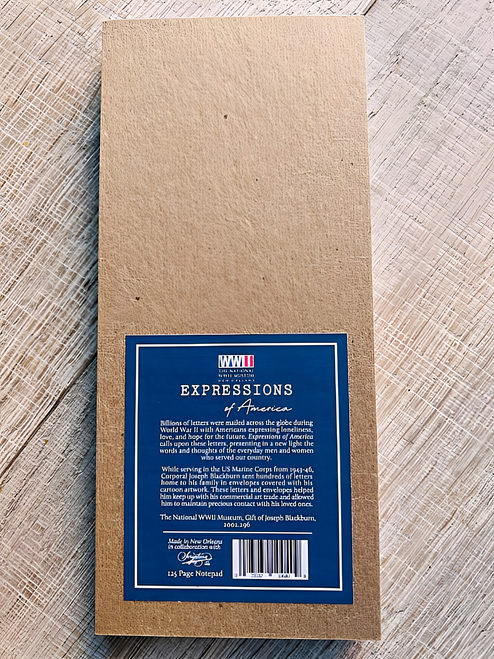 WWII
THE NATIONAL
WWII MUSEUM
NEW ORLEANS
EXPRESSIONS
of America
Billions of letters were mailed across the globe during
World War II with Americans expressing loneliness,
love, and hope for the future. Expressions of America
calls upon these letters, presenting in a new light the
words and thoughts of the everyday men and women
who served our country.
While serving in the US Marine Corps from 1943-46,
Corporal Joseph Blackburn sent hundreds of letters
home to his family in envelopes covered with his
cartoon artwork. These letters and envelopes helped
him keep up with his commercial art trade and allowed
him to maintain precious contact with his loved ones.
The National WWII Museum, Gift of Joseph Blackburn,
2002.196
Made in New Orleans
in collaboration with
Scriptura
125 Page Notepad